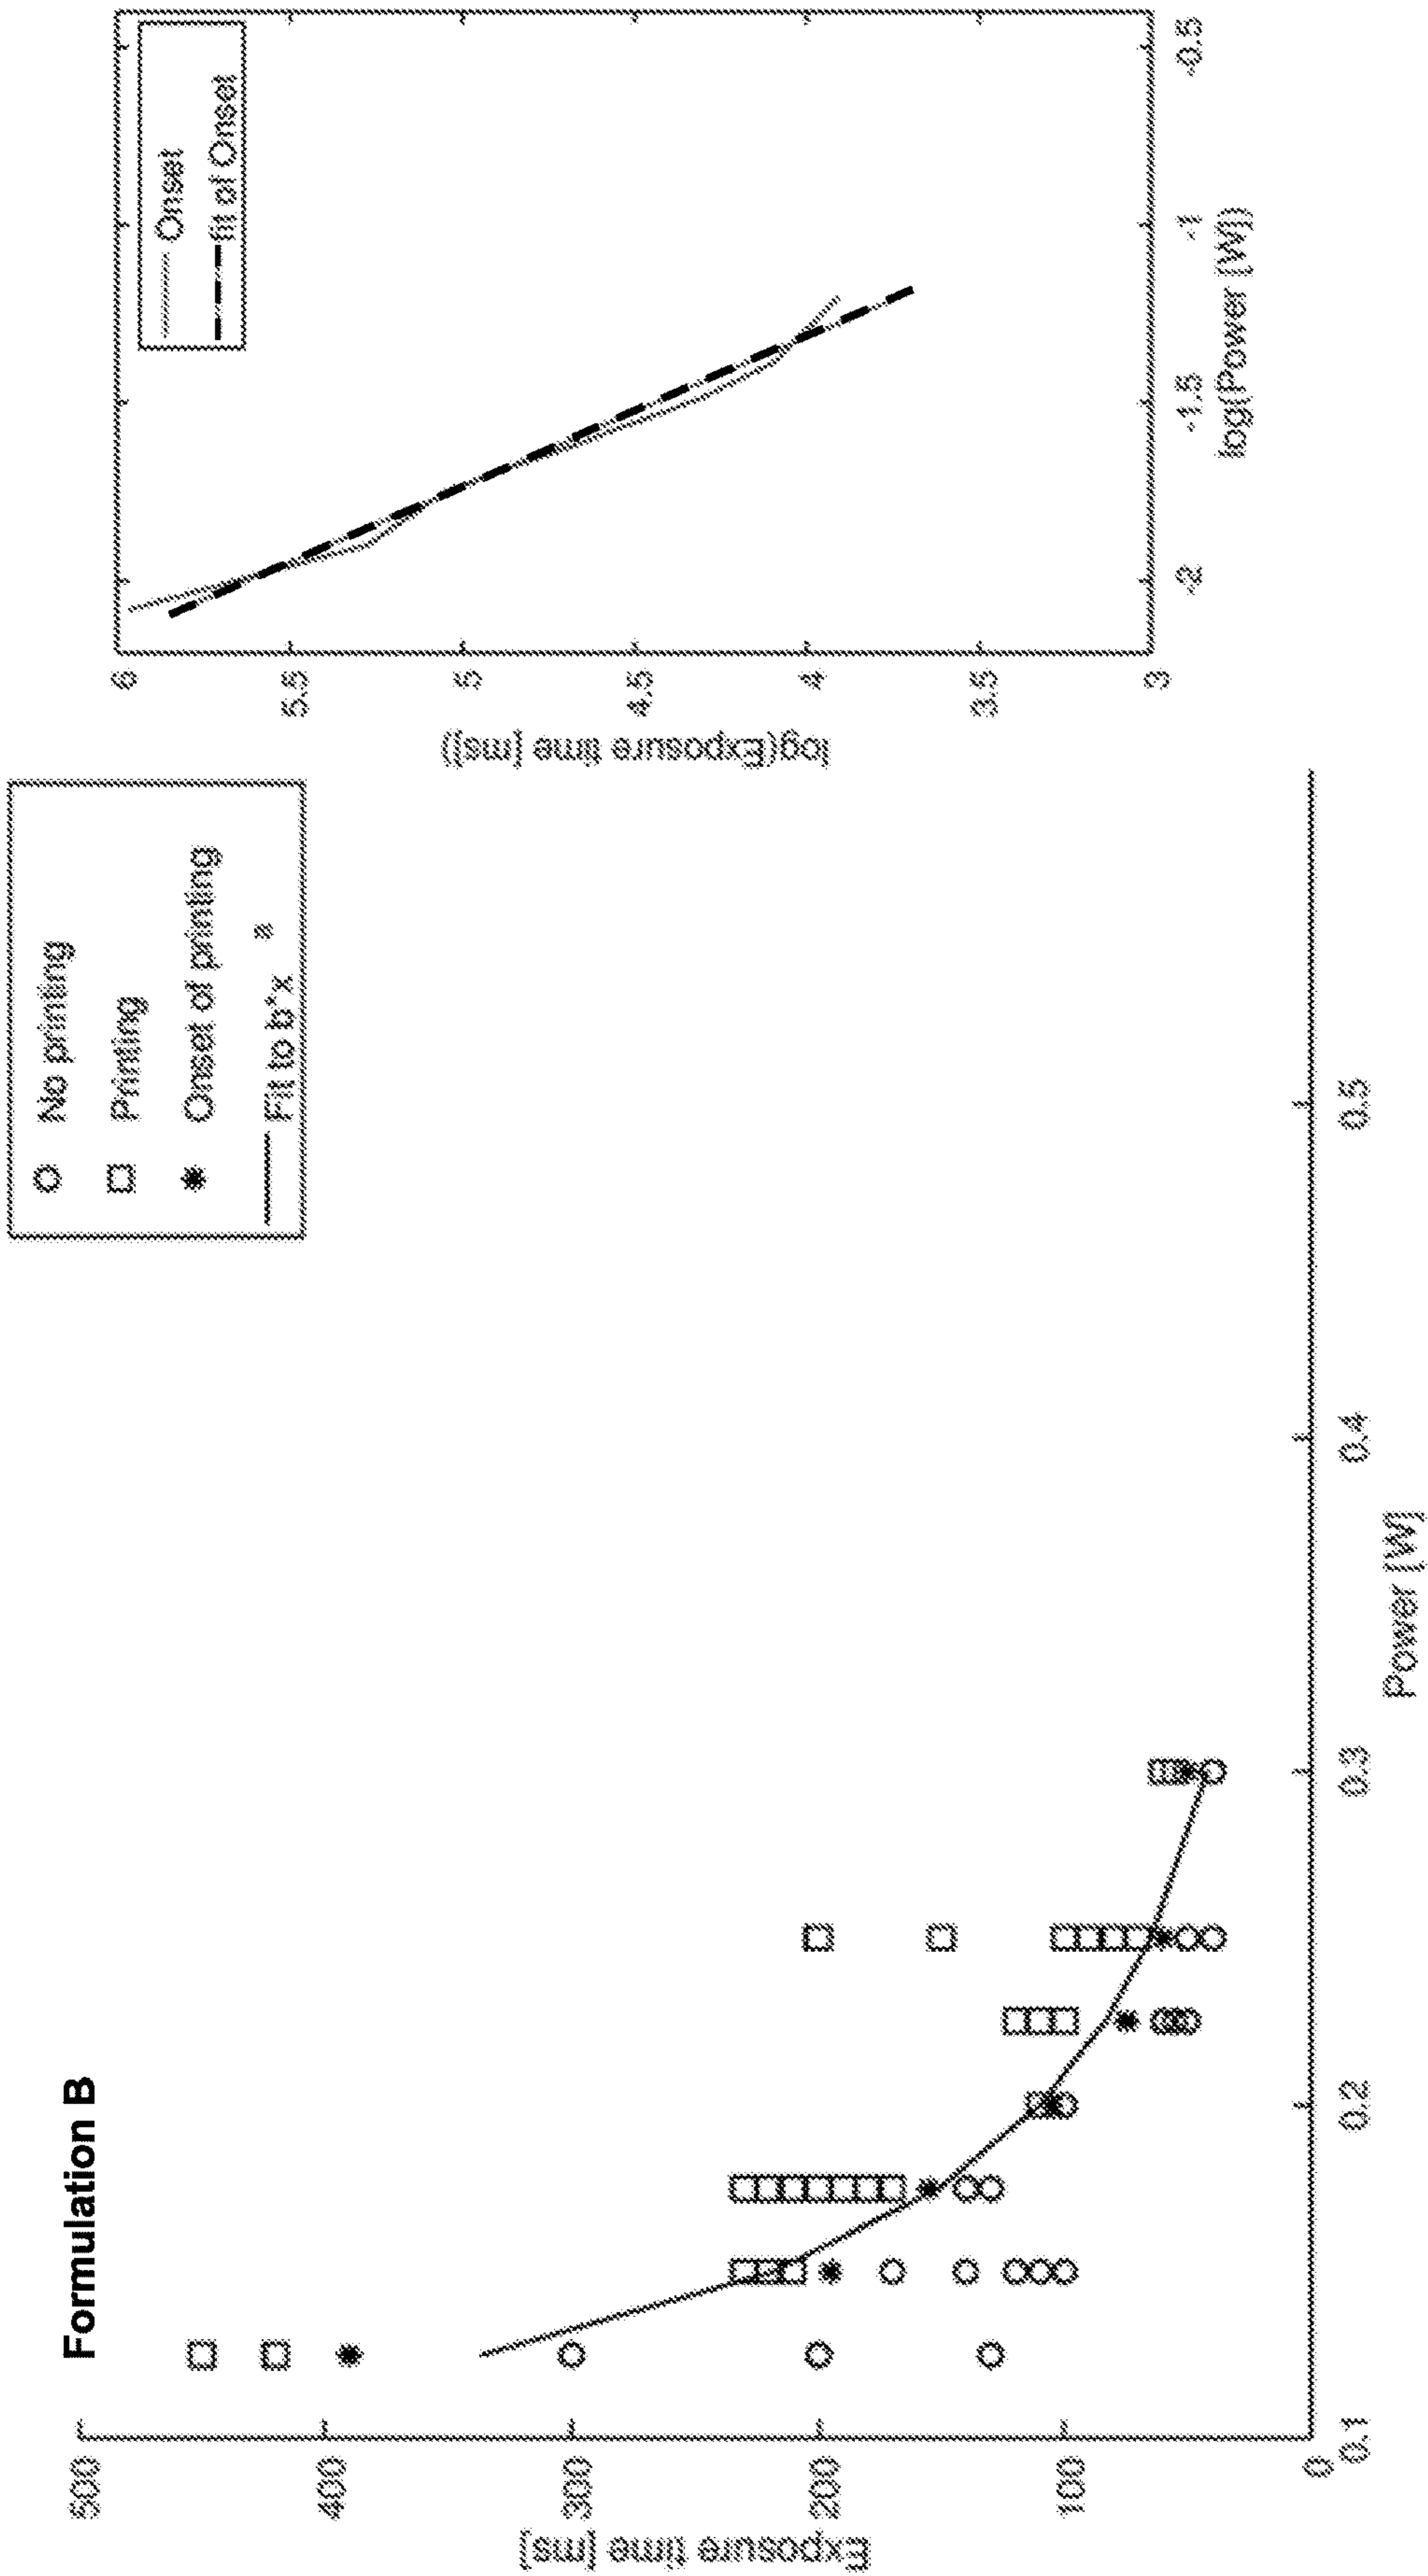 Formulation B
500
400
300
200
100
0
Exposure time [ms]
0.1
0.2
0.3
0.4
0.5
Power [W]
No printing
Printing
Onset of printing
Fit to b*x a
6
5.5
5
4.5
4
3.5
3
log(Exposure time [ms])
-2
-1.5
-1
-0.5
log(Power [W])
Onset
fit of Onset